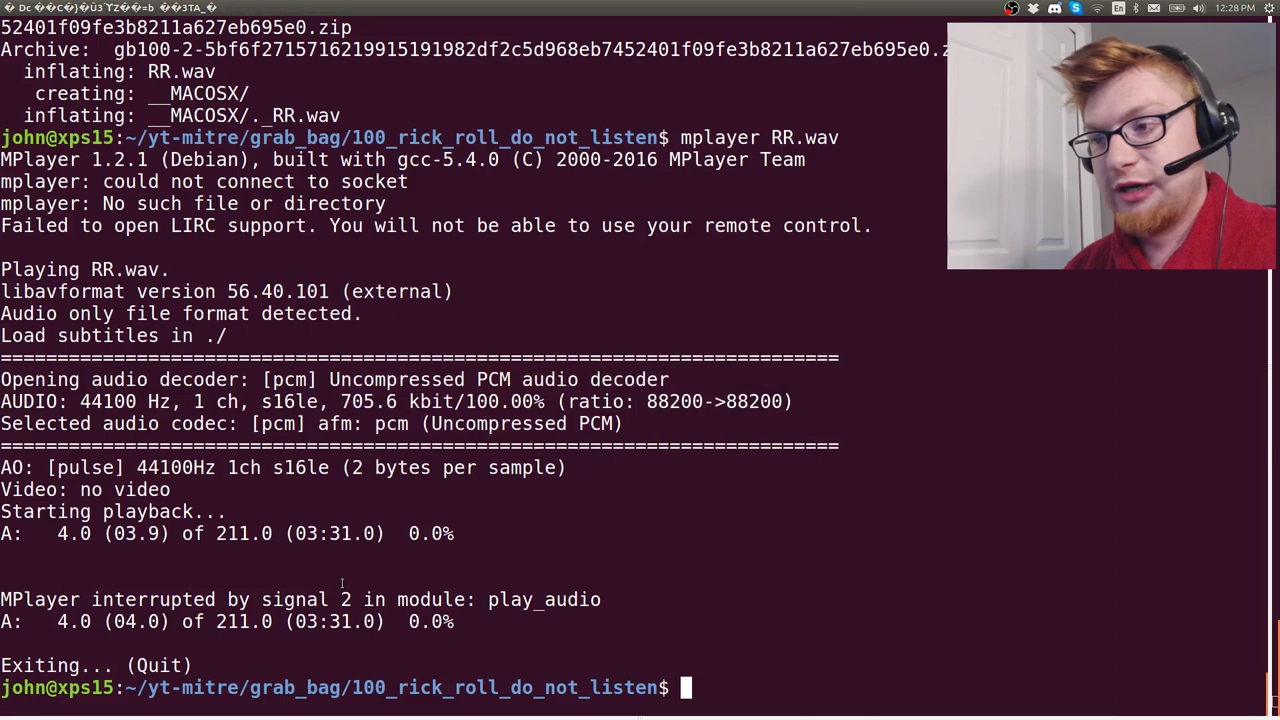 En 12:28 PM
52401f09fe3b8211a627eb695e0.zip
Archive:  gb100-2-5bf6f2715716219915191982df2c5d968eb7452401f09fe3b8211a627eb695e0.z
  inflating: RR.wav
   creating: __MACOSX/
  inflating: __MACOSX/._RR.wav
john@xps15:~/yt-mitre/grab_bag/100_rick_roll_do_not_listen$ mplayer RR.wav
MPlayer 1.2.1 (Debian), built with gcc-5.4.0 (C) 2000-2016 MPlayer Team
mplayer: could not connect to socket
mplayer: No such file or directory
Failed to open LIRC support. You will not be able to use your remote control.
Playing RR.wav.
libavformat version 56.40.101 (external)
Audio only file format detected.
Load subtitles in ./
==========================================================================
Opening audio decoder: [pcm] Uncompressed PCM audio decoder
AUDIO: 44100 Hz, 1 ch, s16le, 705.6 kbit/100.00% (ratio: 88200->88200)
Selected audio codec: [pcm] afm: pcm (Uncompressed PCM)
==========================================================================
AO: [pulse] 44100Hz 1ch s16le (2 bytes per sample)
Video: no video
Starting playback...
A:   4.0 (03.9) of 211.0 (03:31.0)  0.0%
MPlayer interrupted by signal 2 in module: play_audio
A:   4.0 (04.0) of 211.0 (03:31.0)  0.0%
Exiting... (Quit)
john@xps15:~/yt-mitre/grab_bag/100_rick_roll_do_not_listen$